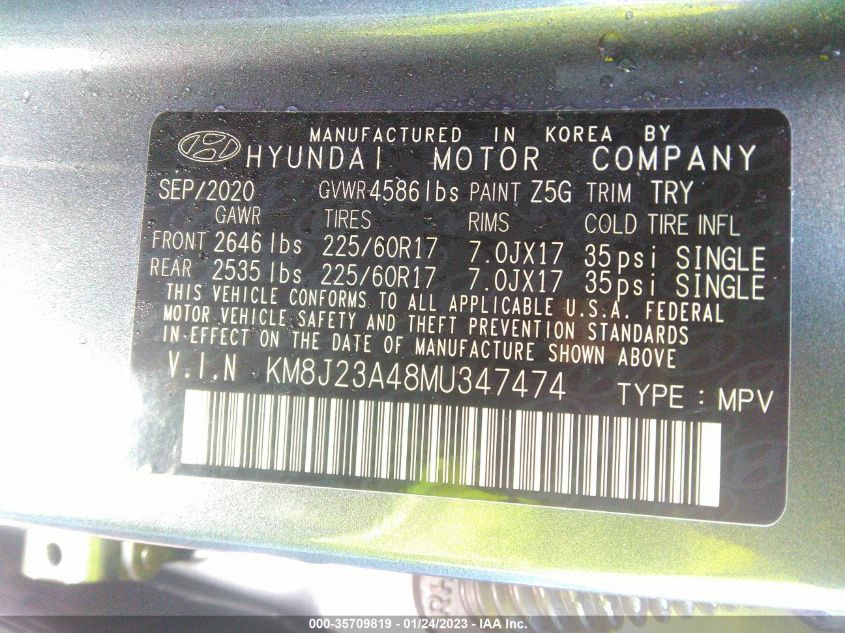 MANUFACTURED IN KOREA BY
HYUNDAI MOTOR COMPANY
SEP/2020 GVWR 4586 lbs PAINT Z5G TRIM TRY
GAWR TIRES RIMS COLD TIRE INFL
FRONT 2646 lbs 225/60R17 7.0JX17 35psi SINGLE
REAR 2535 lbs 225/60R17 7.0JX17 35psi SINGLE
THIS VEHICLE CONFORMS TO ALL APPLICABLE U.S.A. FEDERAL
MOTOR VEHICLE SAFETY AND THEFT PREVENTION STANDARDS
IN EFFECT ON THE DATE OF MANUFACTURE SHOWN ABOVE
V.I.N KM8J23A48MU347474 TYPE : MPV
000-35709819 - 01/24/2023 - IAA Inc.